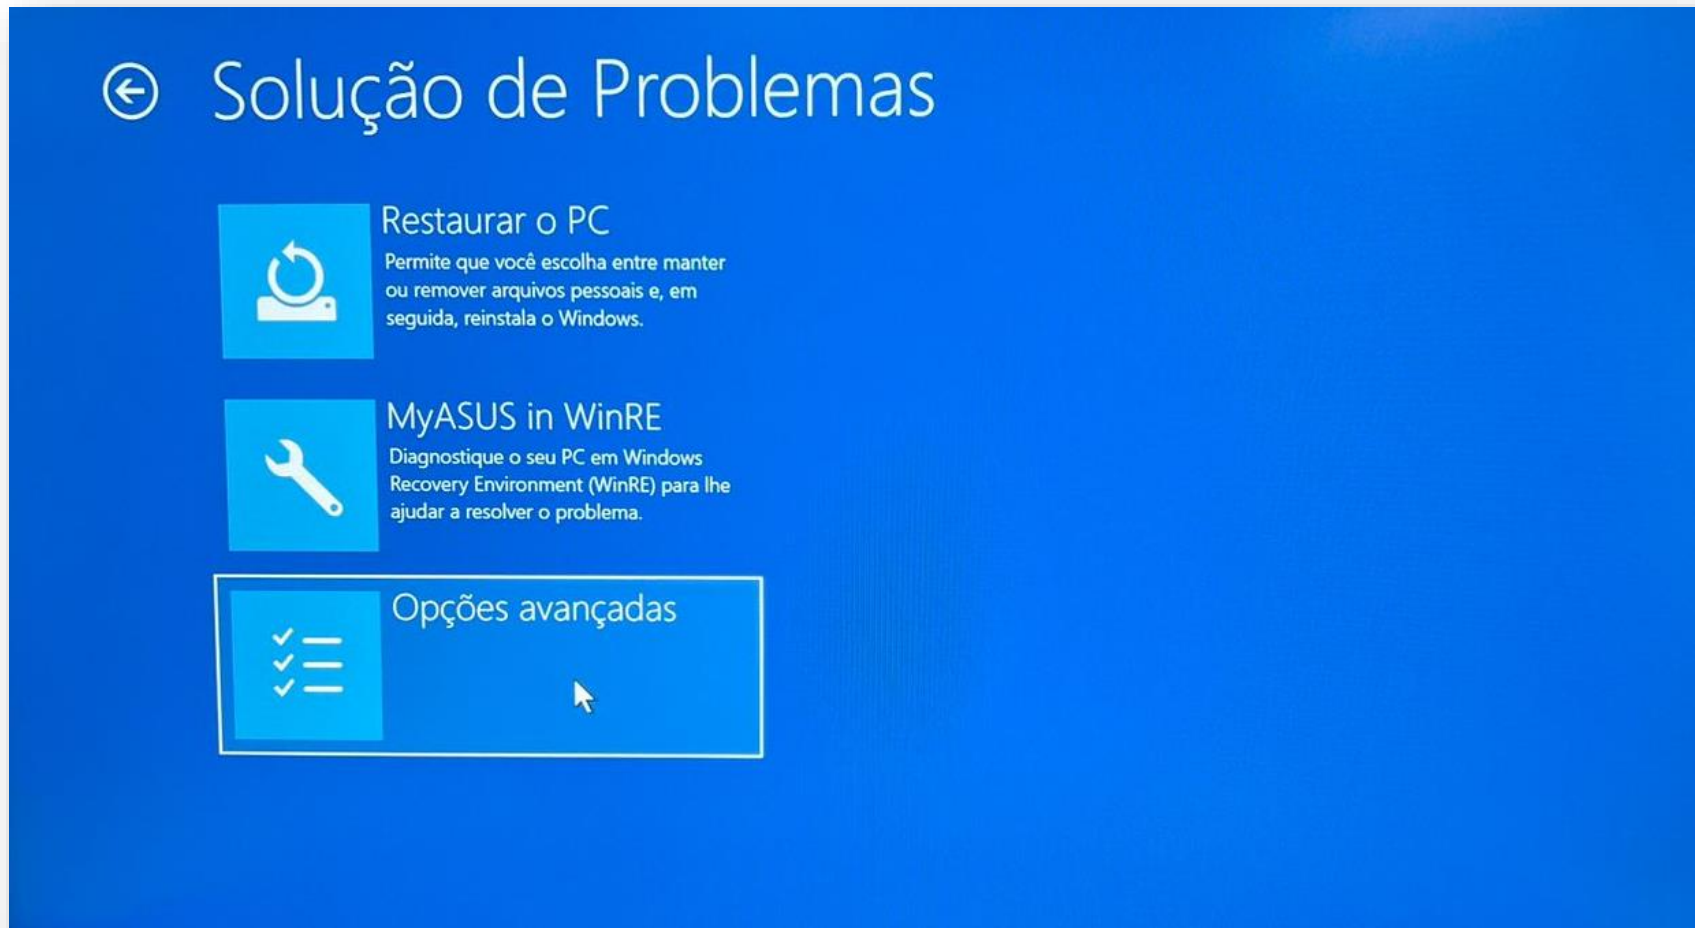 Solução de Problemas
Restaurar o PC
Permite que você escolha entre manter
ou remover arquivos pessoais e, em
seguida, reinstala o Windows.
MyASUS in WinRE
Diagnostique o seu PC em Windows
Recovery Environment (WinRE) para lhe
ajudar a resolver o problema.
Opções avançadas